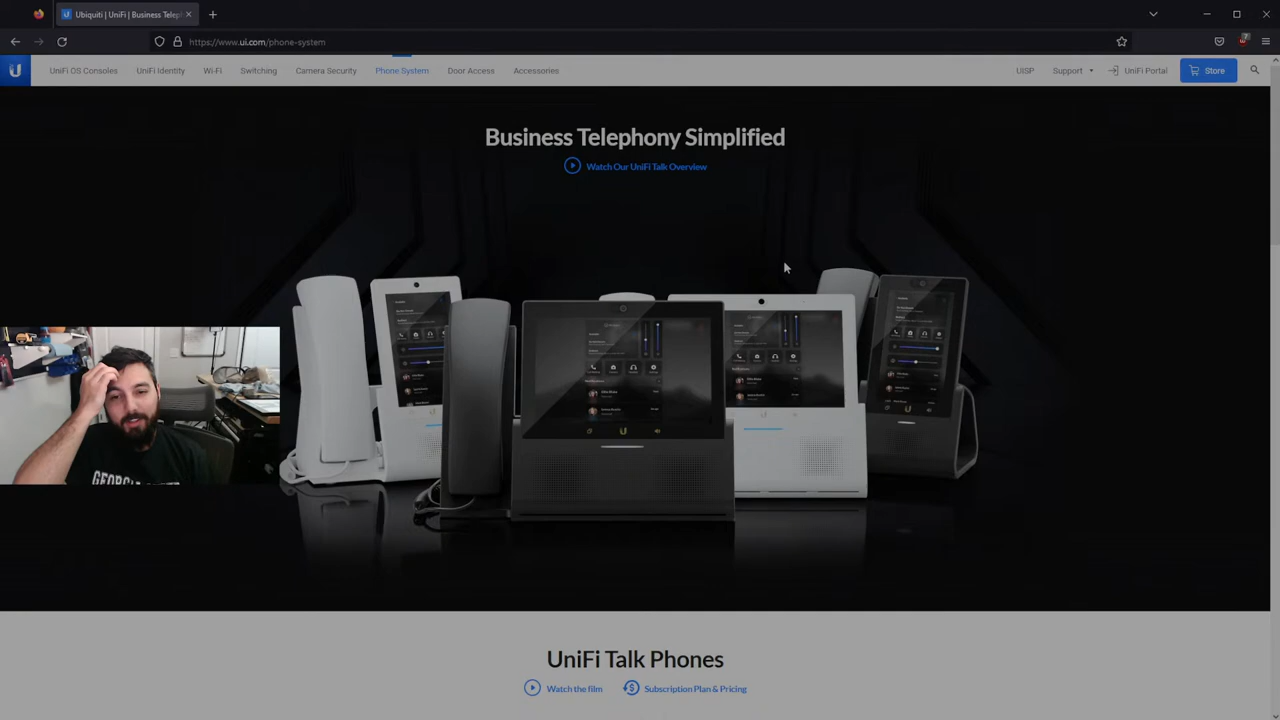 Ubiquiti | UniFi | Business Telep
https://www.ui.com/phone-system
UniFi OS Consoles
UniFi Identity
Wi-Fi
Switching
Camera Security
Phone System
Door Access
Accessories
UISP
Support
UniFi Portal
Store
Business Telephony Simplified
Watch Our UniFi Talk Overview
UniFi Talk Phones
Watch the film
Subscription Plan & Pricing